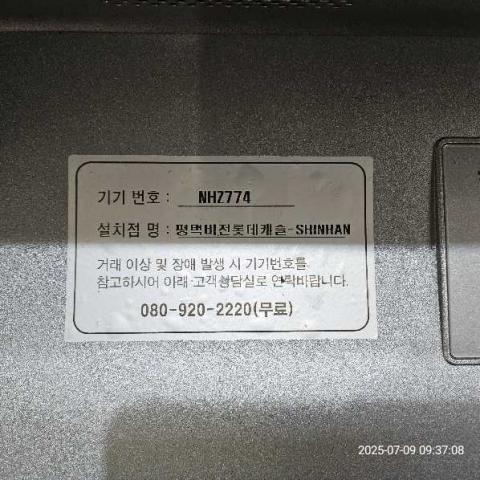 기기 번호 : NHZ774
설치점 명 : 평택비전롯데캐슬-SHINHAN
거래 이상 및 장애 발생 시 기기번호를
참고하시어 아래 고객상담실로 연락바랍니다.
080-920-2220(무료)
2025-07-09 09:37:08